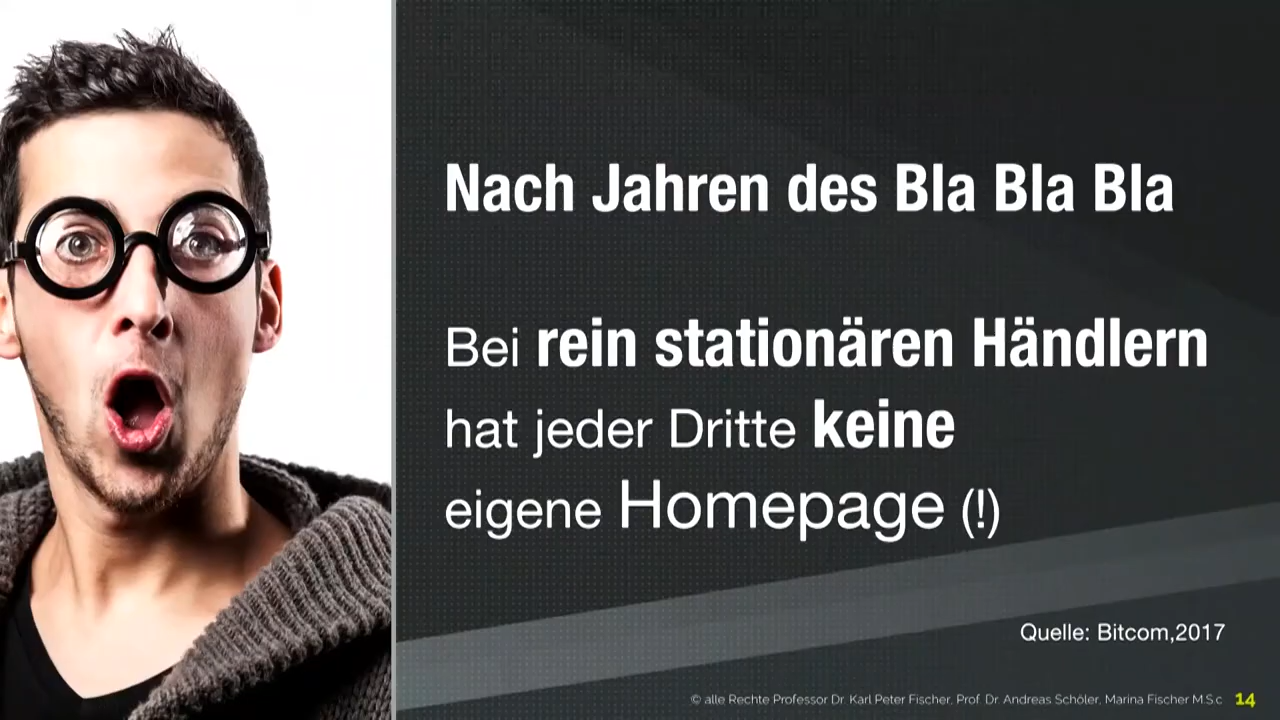 Nach Jahren des Bla Bla Bla
Bei rein stationären Händlern
hat jeder Dritte keine
eigene Homepage (!)
Quelle: Bitcom,2017
© alle Rechte Professor Dr. Karl Peter Fischer, Prof. Dr. Andreas Schöler, Marina Fischer M.S.c 14